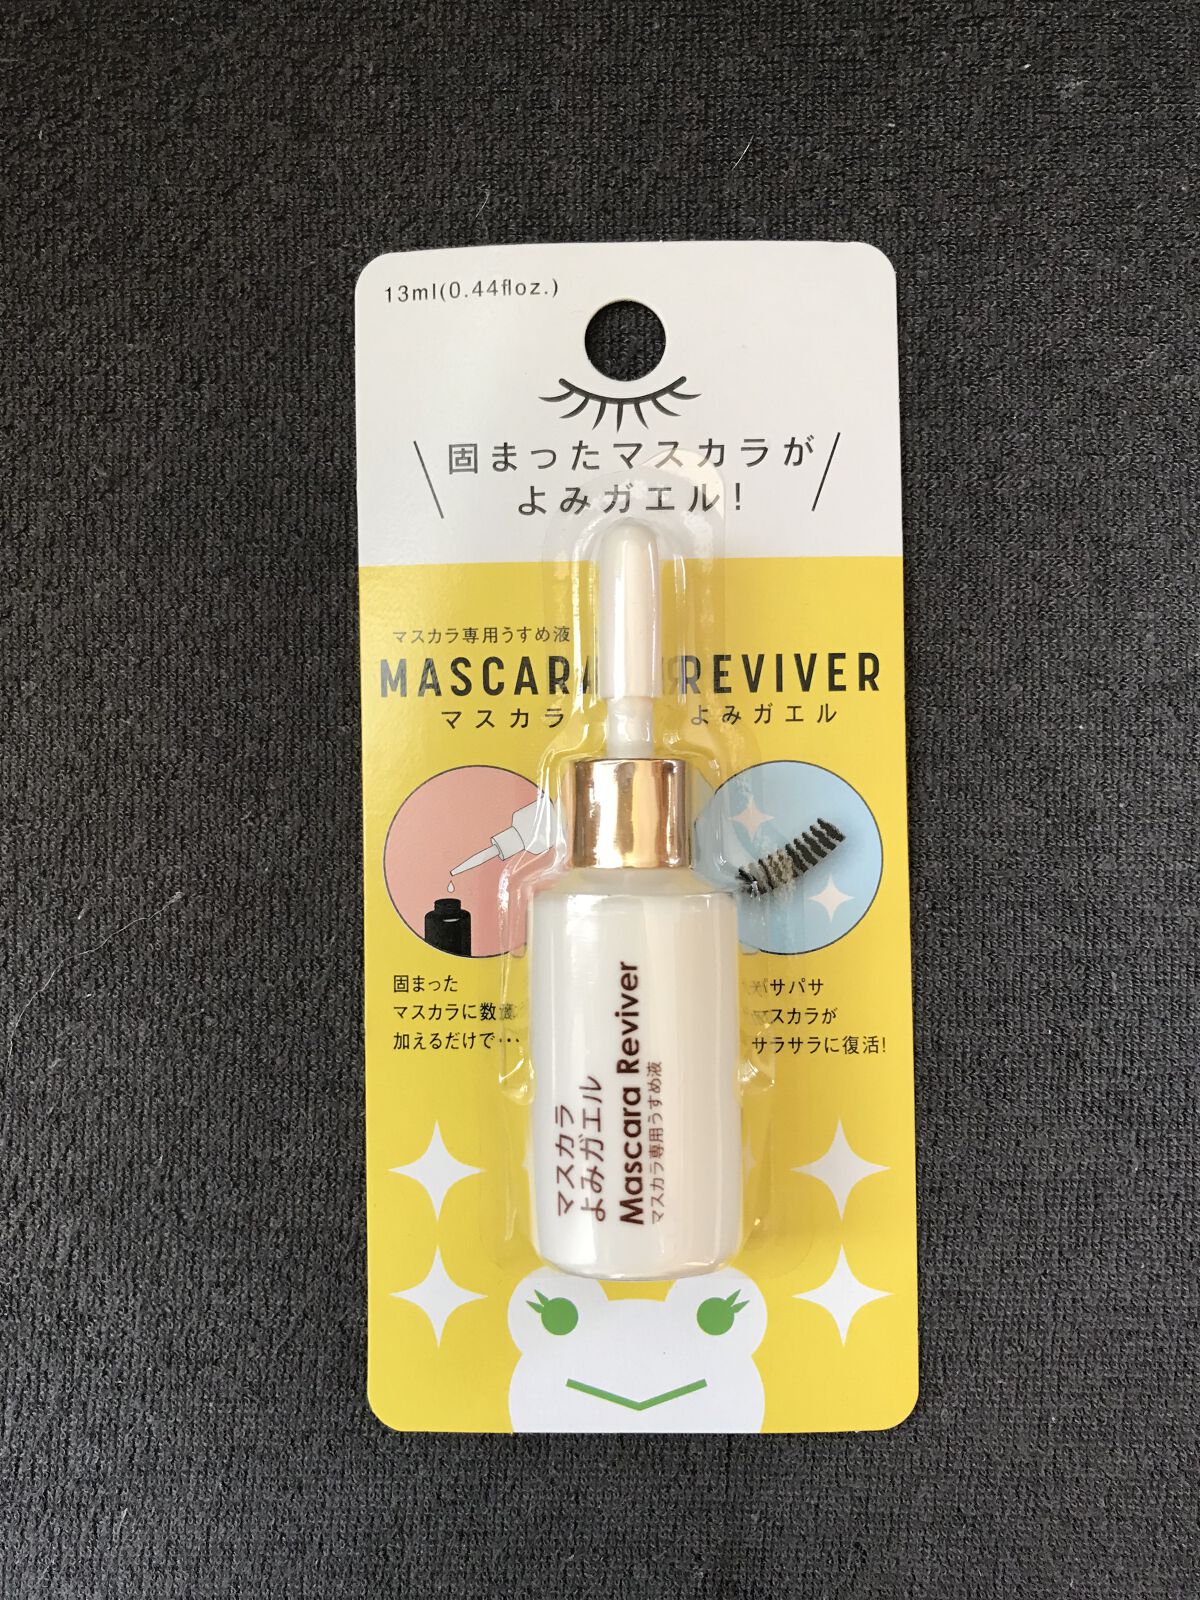 13ml(0.44floz.)
固まったマスカラが
よみガエル!
マスカラ専用うすめ液
MASCARA REVIVER
マスカラ よみガエル
固まった
マスカラに数滴
加えるだけで・・・
パサパサ
マスカラが
サラサラに復活!
マスカラ
よみガエル
Mascara Reviver
マスカラ専用うすめ液